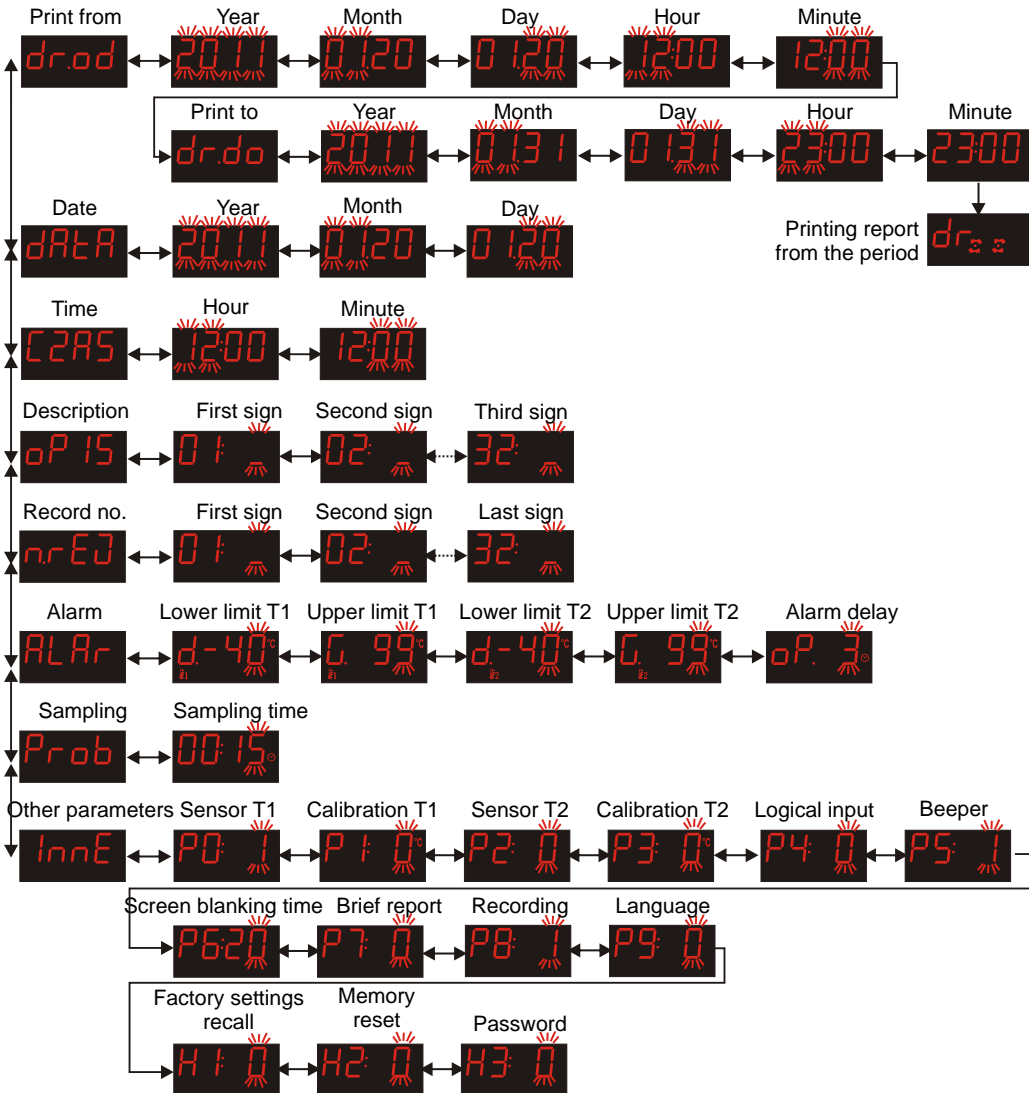 Print from Year Month Day Hour Minute
dr.od 2011 01.20 01.20 12:00 12:00
Print to Year Month Day Hour Minute
dr.do 2011 01.31 01.31 23:00 23:00
Date Year Month Day
dAtA 2011 01.20 01.20
Printing report
from the period
dr
Time Hour Minute
C2AS 12:00 12:00
Description First sign Second sign Third sign
oPIS 01: _ 02: _ 32: _
Record no. First sign Second sign Last sign
n.rEJ 01: _ 02: _ 32: _
Alarm Lower limit T1 Upper limit T1 Lower limit T2 Upper limit T2 Alarm delay
ALAr d.-40°C G. 99°C d.-40°C G. 99°C oP. 3
1 1 2 2
Sampling Sampling time
Prob 00:15
Other parameters Sensor T1 Calibration T1 Sensor T2 Calibration T2 Logical input Beeper
InnE P0: 1 P1: 0°C P2: 0 P3: 0°C P4: 0 P5: 1
Screen blanking time Brief report Recording Language
P6:20 P7: 0 P8: 1 P9: 0
Factory settings
recall
Memory
reset
Password
H1: 0 H2: 0 H3: 0